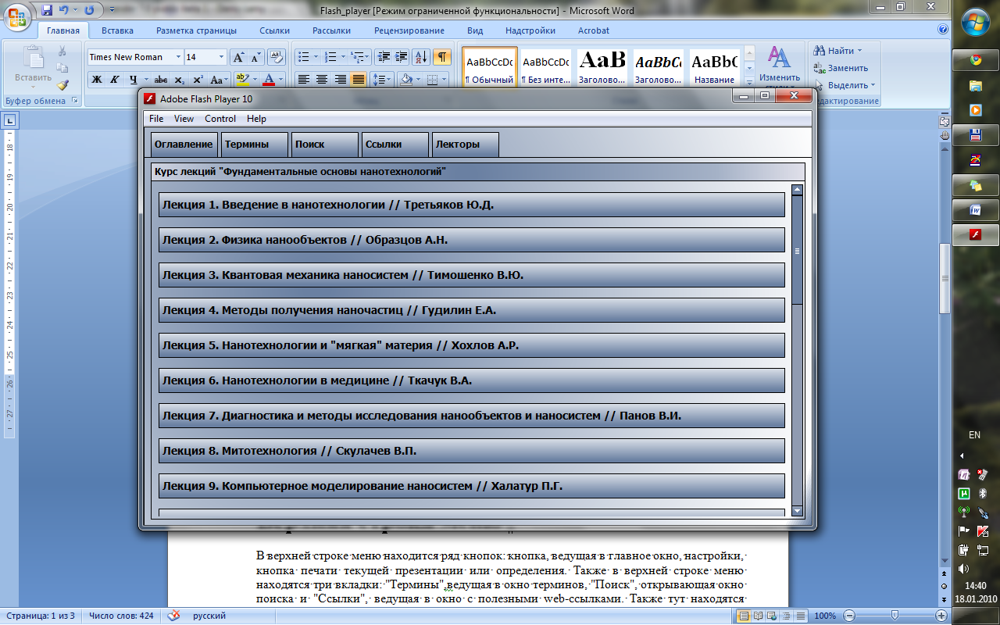 Flash_player [Режим ограниченной функциональности] - Microsoft Word
Главная Вставка Разметка страницы Ссылки Рассылки Рецензирование Вид Надстройки Acrobat
Вставить
Буфер обмена
Times New Roman 14
Ж К Ч abc x₂ x² Aa А
AaBbCcDc AaBbCcDc AaBbC AaBbCc AaBbC
¶ Обычный ¶ Без инте... Заголово... Заголово... Название
Изменить
Найти
Заменить
Выделить
дактирование
Adobe Flash Player 10
File View Control Help
Оглавление Термины Поиск Ссылки Лекторы
Курс лекций "Фундаментальные основы нанотехнологий"
Лекция 1. Введение в нанотехнологии // Третьяков Ю.Д.
Лекция 2. Физика нанообъектов // Образцов А.Н.
Лекция 3. Квантовая механика наносистем // Тимошенко В.Ю.
Лекция 4. Методы получения наночастиц // Гудилин Е.А.
Лекция 5. Нанотехнологии и "мягкая" материя // Хохлов А.Р.
Лекция 6. Нанотехнологии в медицине // Ткачук В.А.
Лекция 7. Диагностика и методы исследования нанообъектов и наносистем // Панов В.И.
Лекция 8. Митотехнология // Скулачев В.П.
Лекция 9. Компьютерное моделирование наносистем // Халатур П.Г.
В верхней строке меню находится ряд кнопок: кнопка, ведущая в главное окно, настройки,
кнопка печати текущей презентации или определения. Также в верхней строке меню
находятся три вкладки: "Термины",ведущая в окно терминов, "Поиск", открывающая окно
поиска и "Ссылки", ведущая в окно с полезными web-ссылками. Также тут находятся
Страница: 1 из 3 Число слов: 424 русский 100%
EN
14:40
18.01.2010